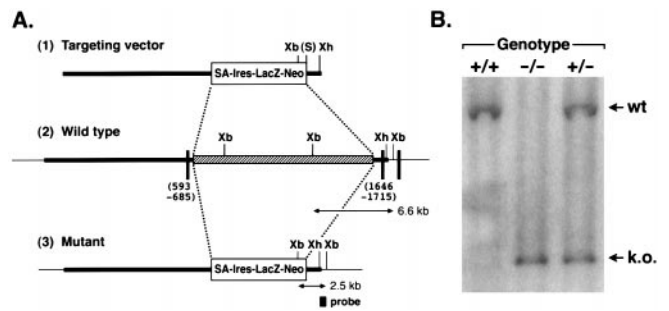 A.
(1) Targeting vector
Xb (S) Xh
SA-Ires-LacZ-Neo
(2) Wild type
Xb Xb Xh Xb
(593
-685)
(1646
-1715)
6.6 kb
(3) Mutant
Xb Xh Xb
SA-Ires-LacZ-Neo
2.5 kb
probe
B.
Genotype
+/+ -/- +/-
wt
k.o.